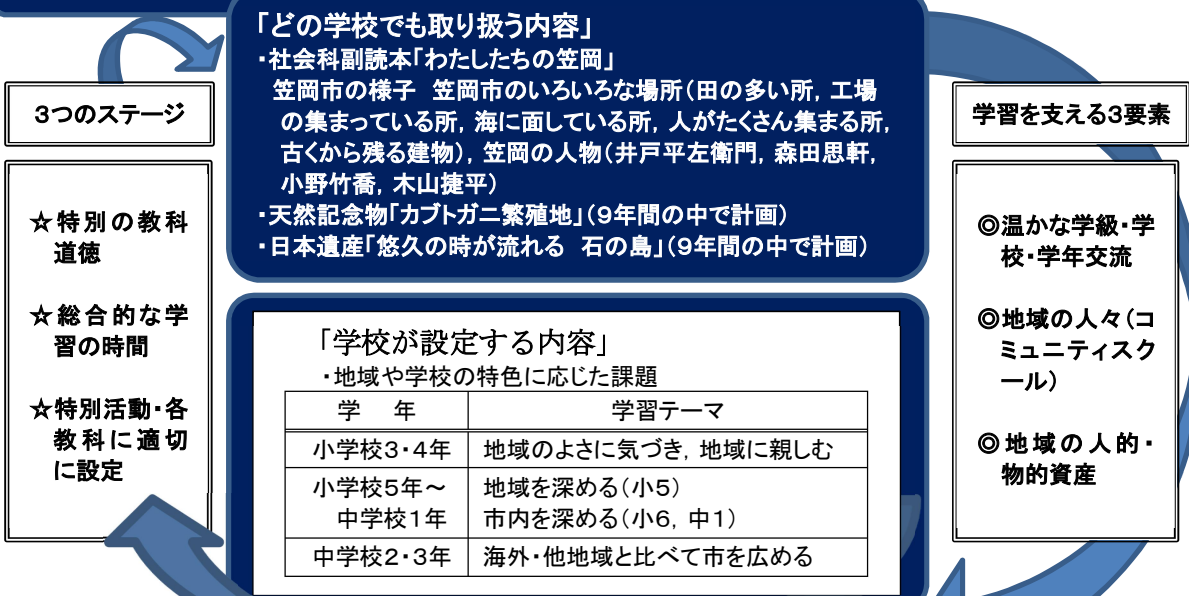 「どの学校でも取り扱う内容」
・社会科副読本「わたしたちの笠岡」
笠岡市の様子　笠岡市のいろいろな場所(田の多い所，工場
の集まっている所，海に面している所，人がたくさん集まる所，
古くから残る建物)，笠岡の人物(井戸平左衛門，森田思軒，
小野竹喬，木山捷平)
・天然記念物「カブトガニ繁殖地」(９年間の中で計画)
・日本遺産「悠久の時が流れる　石の島」(９年間の中で計画)
３つのステージ
☆特別の教科
道徳
☆総合的な学
習の時間
☆特別活動・各
教科に適切
に設定
「学校が設定する内容」
・地域や学校の特色に応じた課題
学　年　学習テーマ
小学校３・４年　地域のよさに気づき，地域に親しむ
小学校５年～　地域を深める(小５)
中学校１年　市内を深める(小６，中１)
中学校２・３年　海外・他地域と比べて市を広める
学習を支える３要素
◎温かな学級・学
校・学年交流
◎地域の人々(コ
ミュニティスク
ール)
◎地域の人的・
物的資産